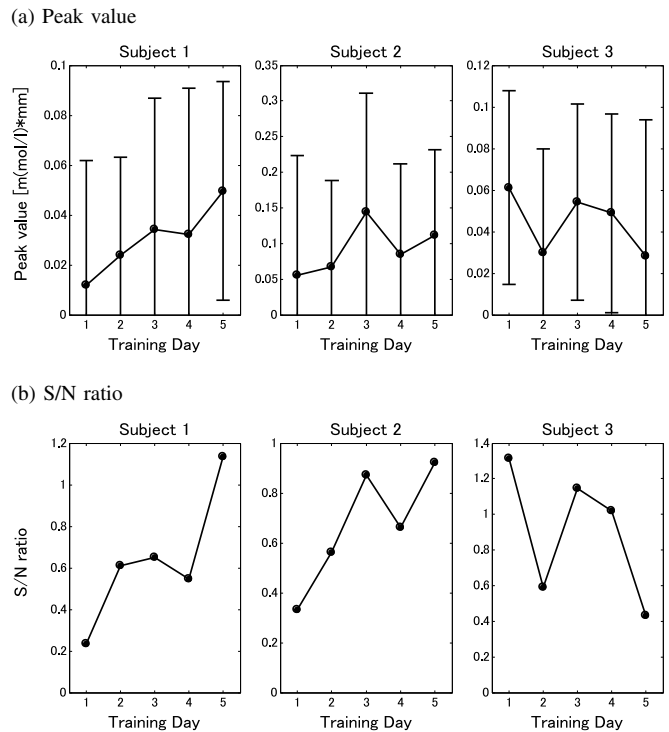 (a) Peak value
Subject 1
Subject 2
Subject 3
Peak value [m(mol/l)*mm]
0.1
0.08
0.06
0.04
0.02
0
1 2 3 4 5
Training Day
0.35
0.3
0.25
0.2
0.15
0.1
0.05
0
1 2 3 4 5
Training Day
0.12
0.1
0.08
0.06
0.04
0.02
0
1 2 3 4 5
Training Day
(b) S/N ratio
Subject 1
Subject 2
Subject 3
S/N ratio
1.2
1
0.8
0.6
0.4
0.2
0
1 2 3 4 5
Training Day
1
0.8
0.6
0.4
0.2
0
1 2 3 4 5
Training Day
1.4
1.2
1
0.8
0.6
0.4
0.2
0
1 2 3 4 5
Training Day